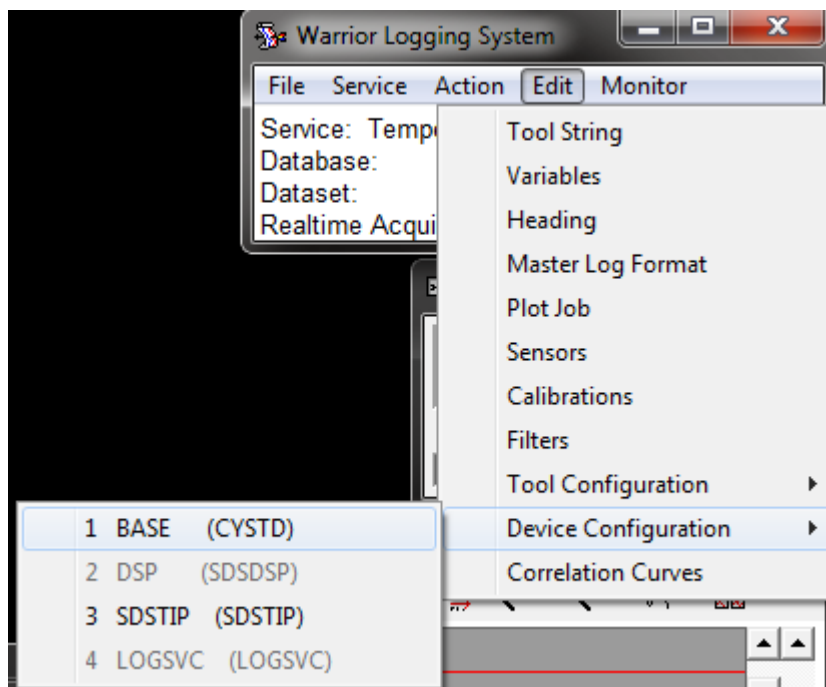 Warrior Logging System
File Service Action Edit Monitor
Service: Temp
Database:
Dataset:
Realtime Acqui
Tool String
Variables
Heading
Master Log Format
Plot Job
Sensors
Calibrations
Filters
Tool Configuration
Device Configuration
Correlation Curves
1 BASE (CYSTD)
2 DSP (SDSDSP)
3 SDSTIP (SDSTIP)
4 LOGSVC (LOGSVC)